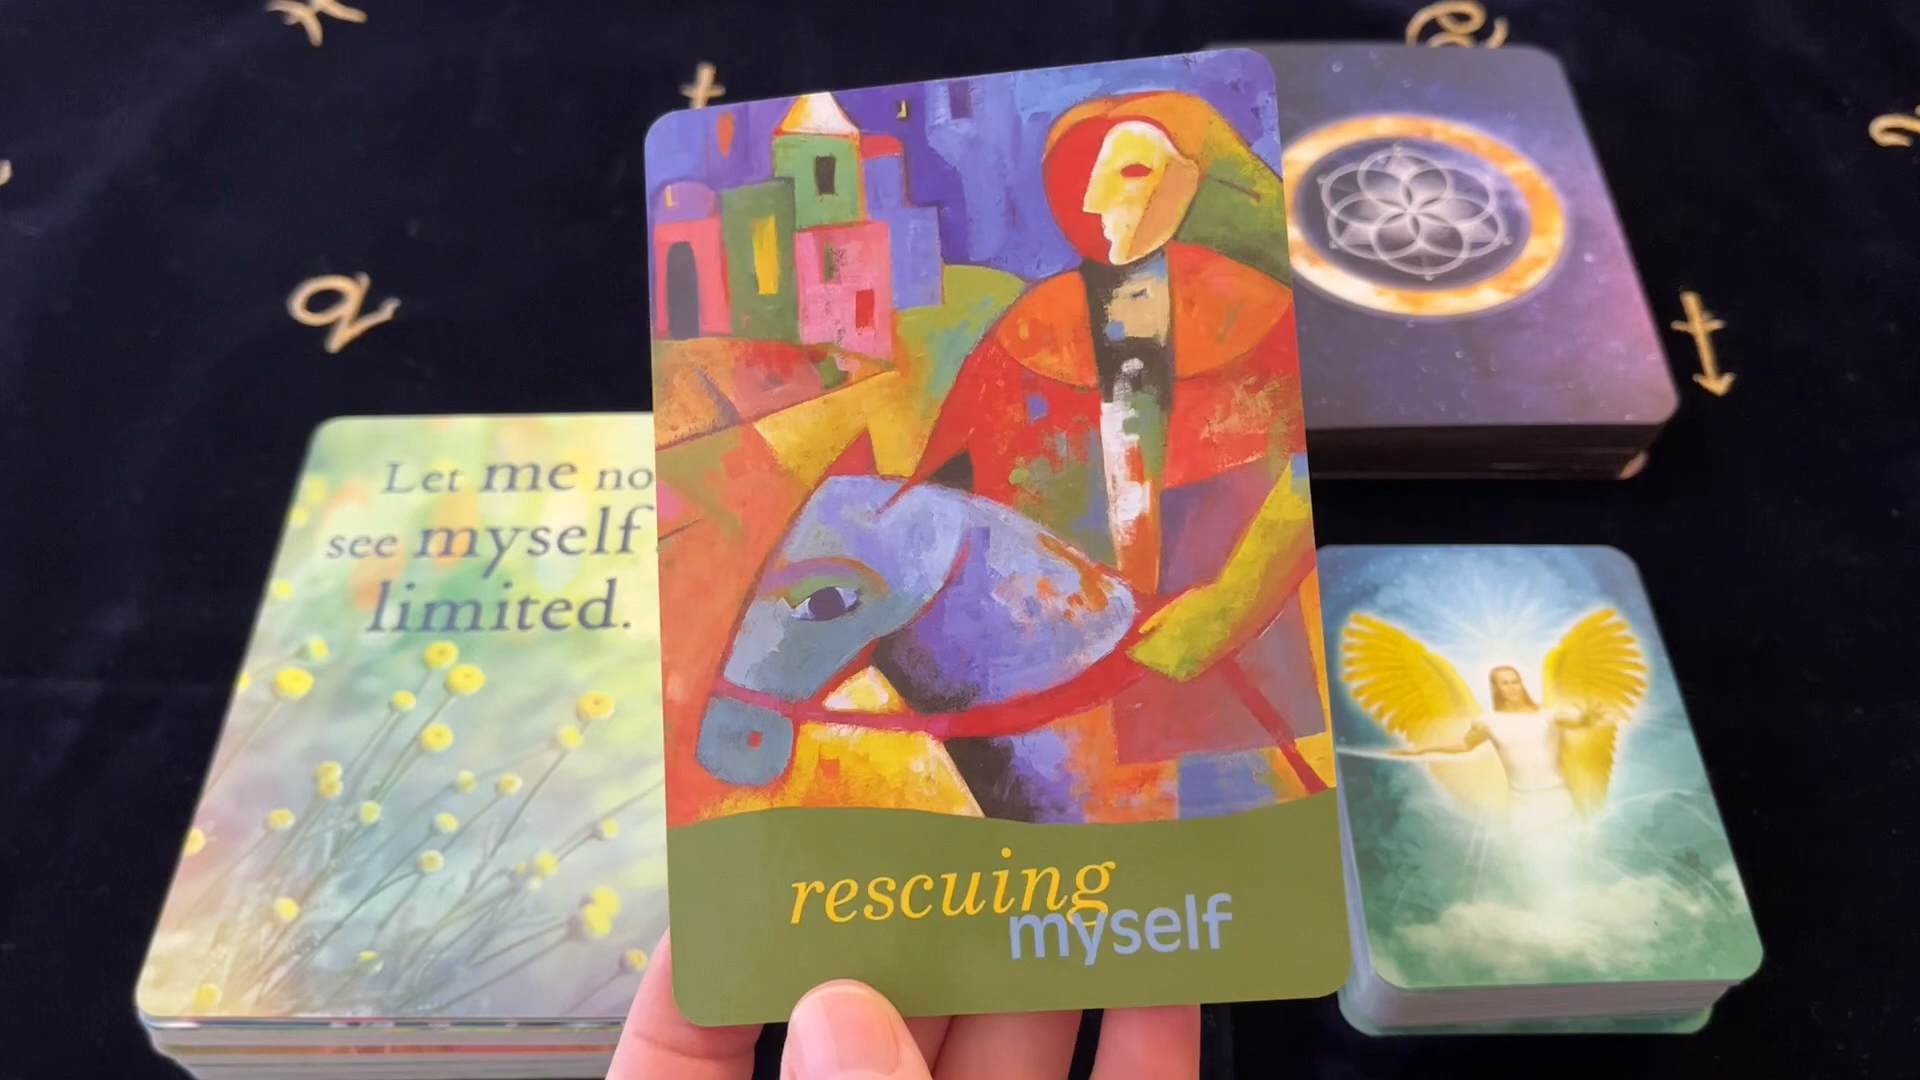 Let me no
see myself
limited.
rescuing
myself